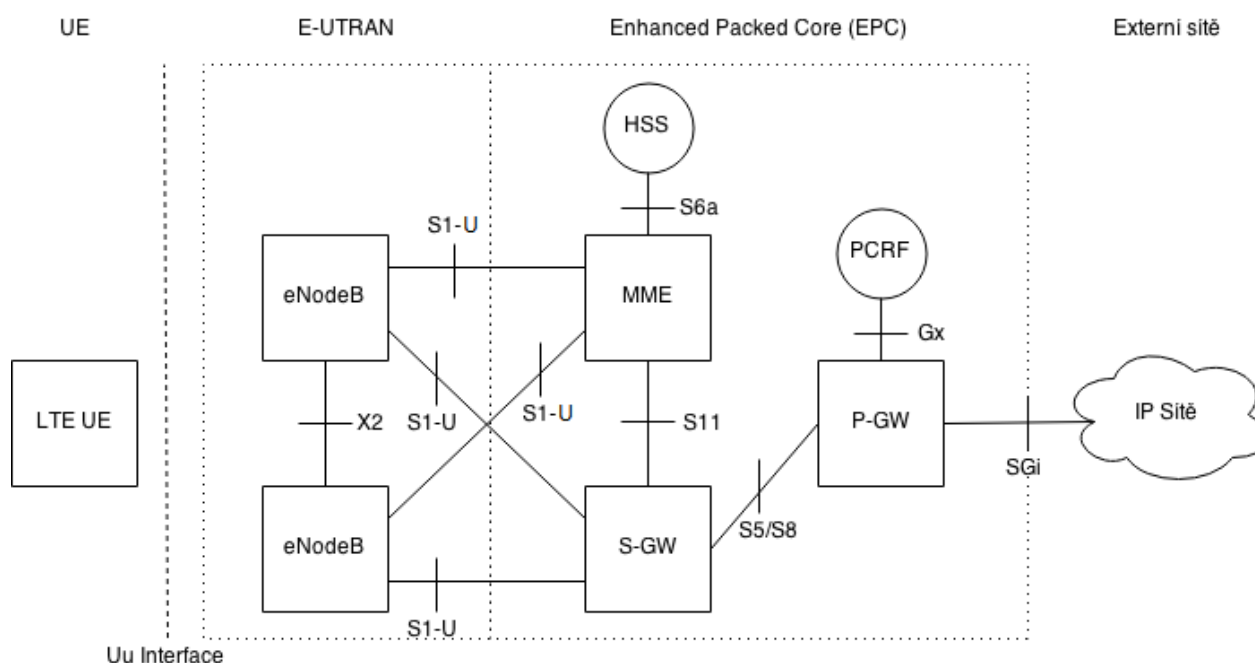 UE
E-UTRAN
Enhanced Packed Core (EPC)
Externí sítě
HSS
S6a
S1-U
PCRF
eNodeB
MME
Gx
LTE UE
X2
S1-U
S1-U
S11
P-GW
IP Sítě
SGi
eNodeB
S-GW
S5/S8
S1-U
Uu Interface